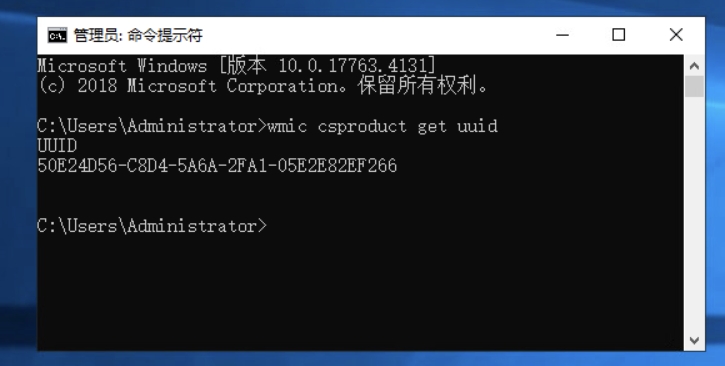 管理员: 命令提示符
Microsoft Windows [版本 10.0.17763.4131]
(c) 2018 Microsoft Corporation。保留所有权利。
C:\Users\Administrator>wmic csproduct get uuid
UUID
50E24D56-C8D4-5A6A-2FA1-05E2E82EF266
C:\Users\Administrator>